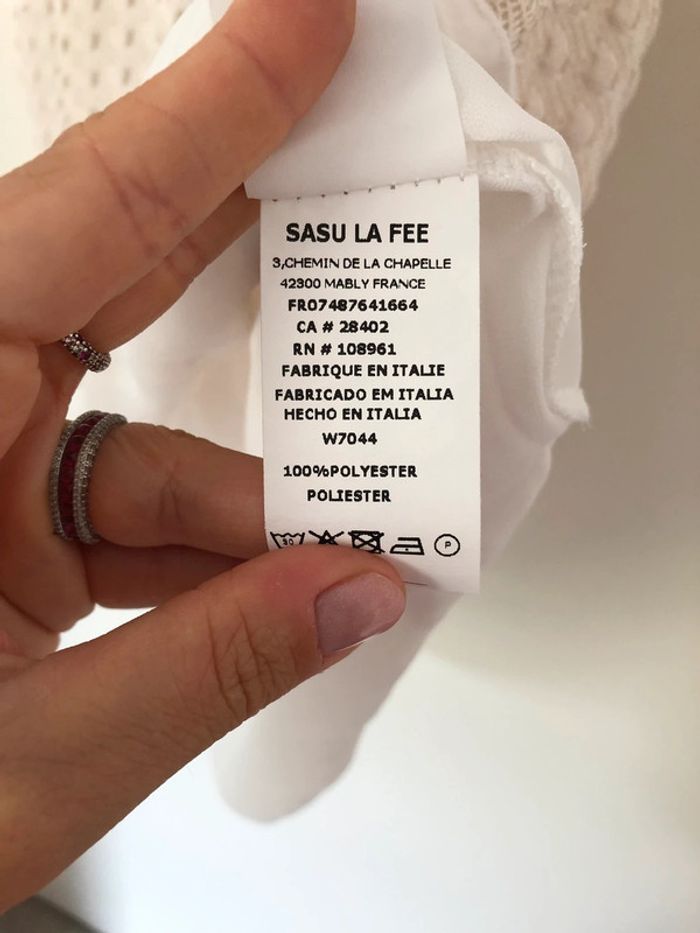 SASU LA FEE
3,CHEMIN DE LA CHAPELLE
42300 MABLY FRANCE
FR07487641664
CA # 28402
RN # 108961
FABRIQUE EN ITALIE
FABRICADO EM ITALIA
HECHO EN ITALIA
W7044
100%POLYESTER
POLIESTER
30 P